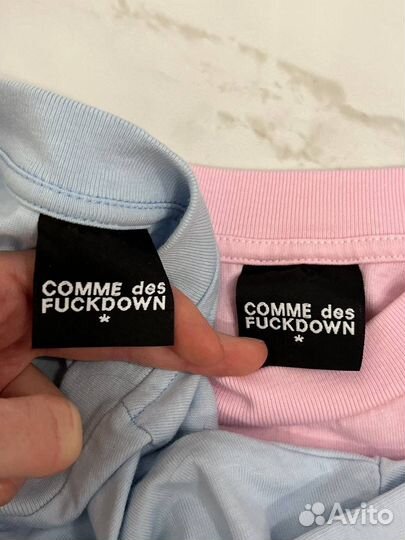 COMME des
FUCKDOWN
*
COMME des
FUCKDOWN
*
Avito